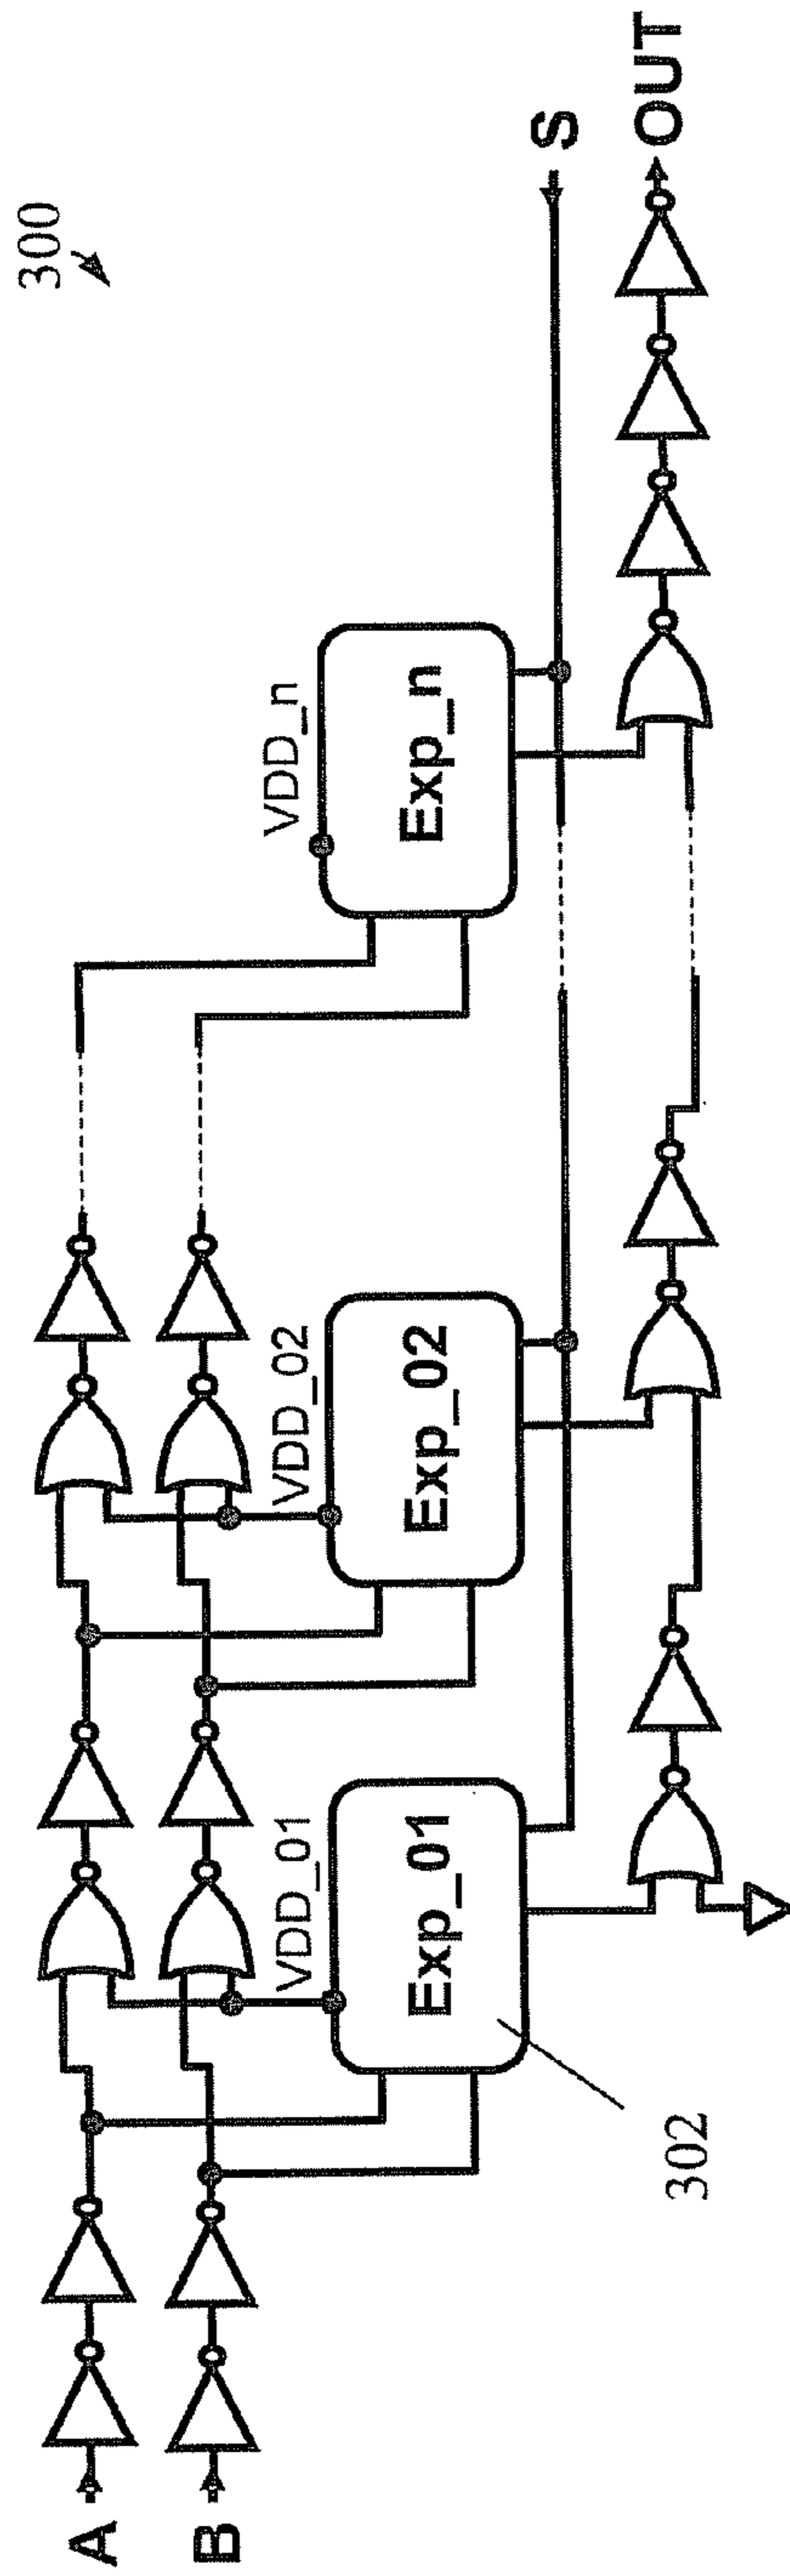 300
A
B
VDD_01
VDD_02
VDD_n
Exp_01
Exp_02
Exp_n
S
OUT
302